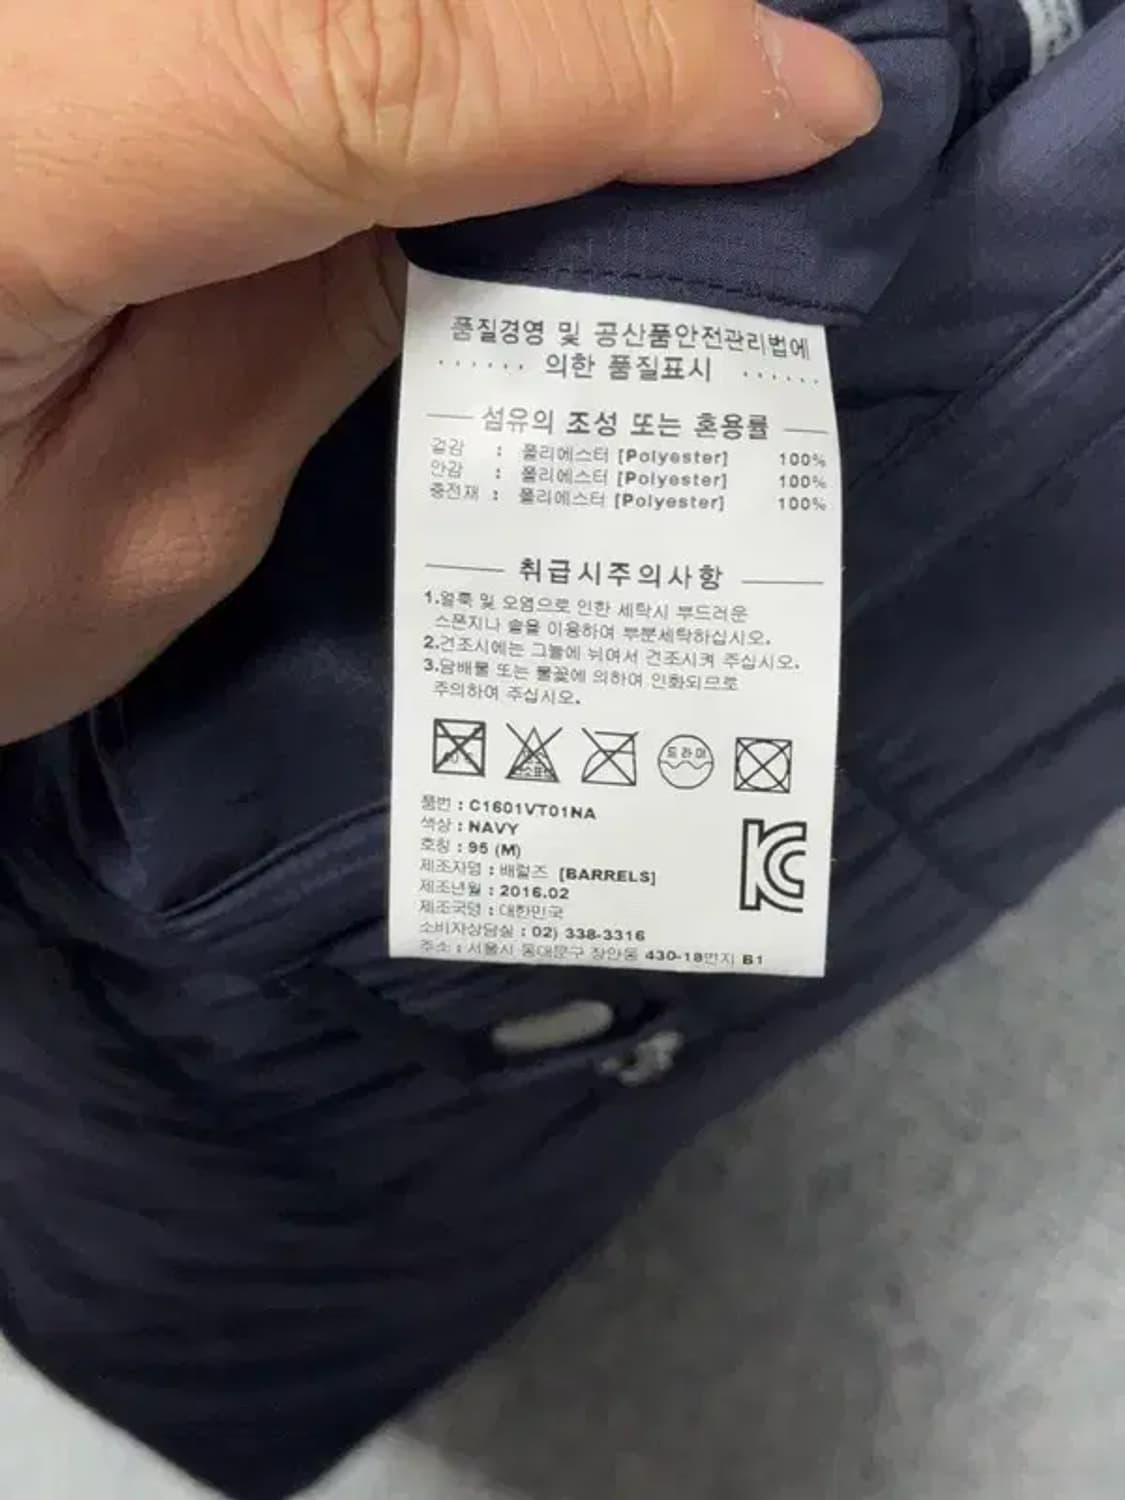 품질경영 및 공산품안전관리법에
...... 의한 품질표시 ......
섬유의 조성 또는 혼용률
겉감 : 폴리에스터 [Polyester] 100%
안감 : 폴리에스터 [Polyester] 100%
충전재 : 폴리에스터 [Polyester] 100%
취급시주의사항
1.얼룩 및 오염으로 인한 세탁시 부드러운
스폰지나 솔을 이용하여 부분세탁하십시오.
2.건조시에는 그늘에 뉘여서 건조시켜 주십시오.
3.담배불 또는 불꽃에 의하여 인화되므로
주의하여 주십시오.
드라이
품번 : C1601VT01NA
색상 : NAVY
호칭 : 95 (M)
제조자명 : 배럴즈 [BARRELS]
제조년월 : 2016.02
제조국명 : 대한민국
소비자상담실 : 02) 338-3316
주소 : 서울시 동대문구 장안동 430-18번지 B1